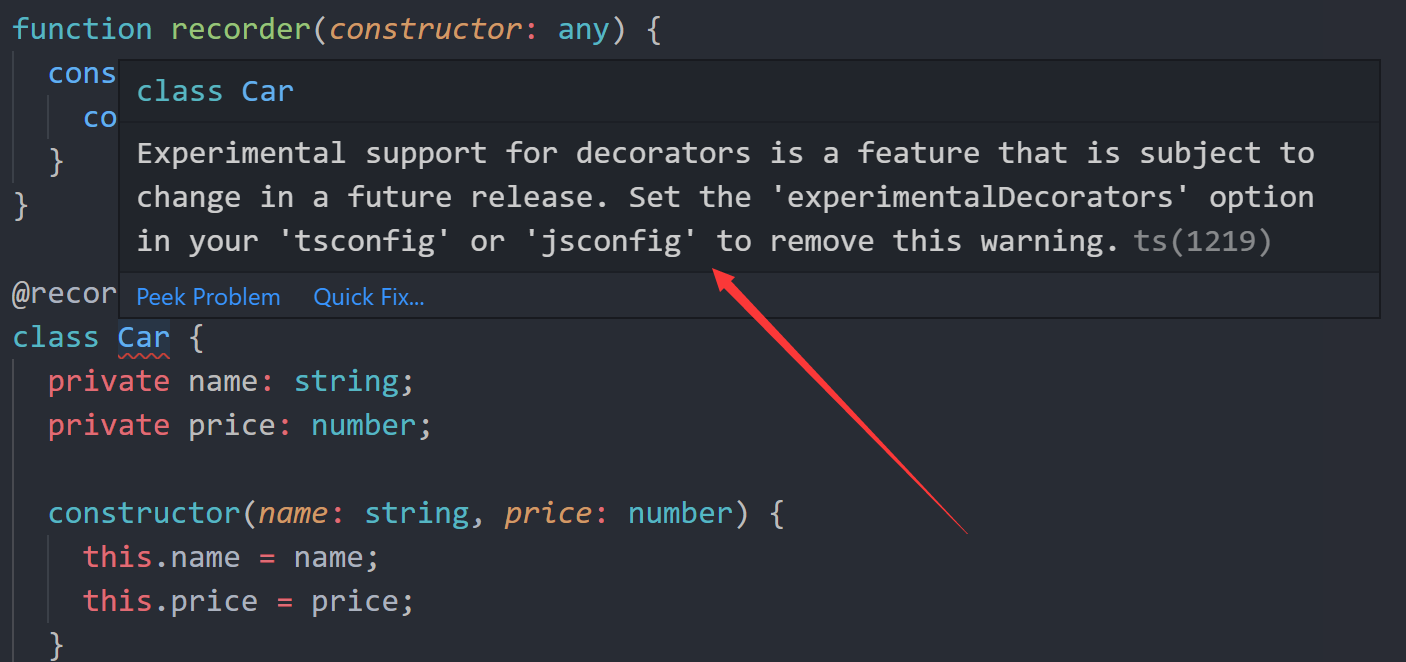 function recorder(constructor: any) {
cons
class Car
co
Experimental support for decorators is a feature that is subject to
}
change in a future release. Set the 'experimentalDecorators' option
}
in your 'tsconfig' or 'jsconfig' to remove this warning. ts(1219)
@recor
Peek Problem Quick Fix...
class Car {
private name: string;
private price: number;
constructor(name: string, price: number) {
this.name = name;
this.price = price;
}